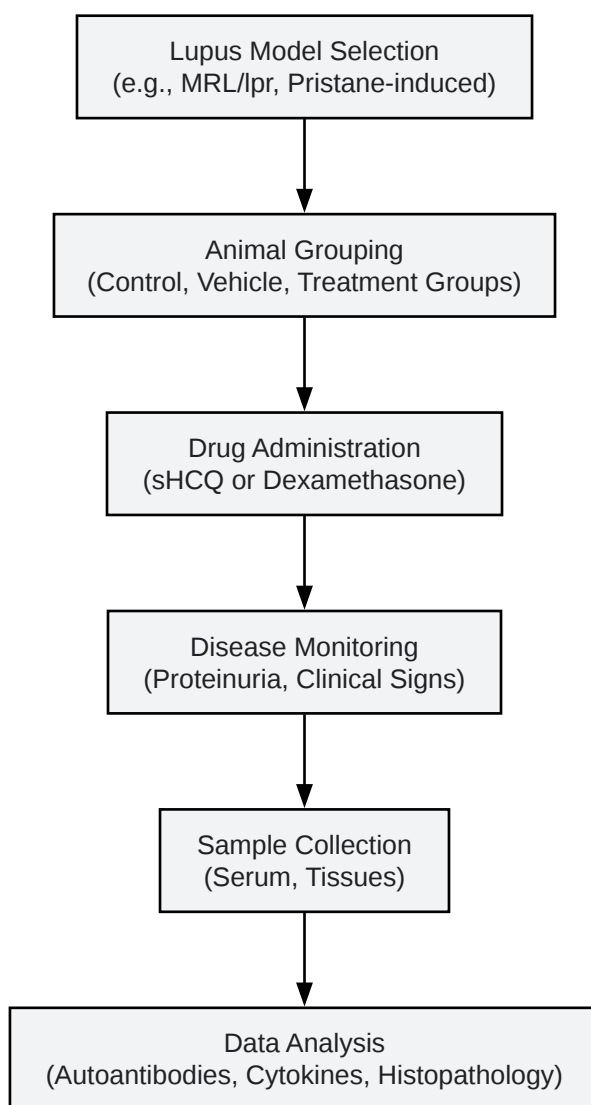 Lupus Model Selection
(e.g., MRL/lpr, Pristane-induced)
Animal Grouping
(Control, Vehicle, Treatment Groups)
Drug Administration
(sHCQ or Dexamethasone)
Disease Monitoring
(Proteinuria, Clinical Signs)
Sample Collection
(Serum, Tissues)
Data Analysis
(Autoantibodies, Cytokines, Histopathology)